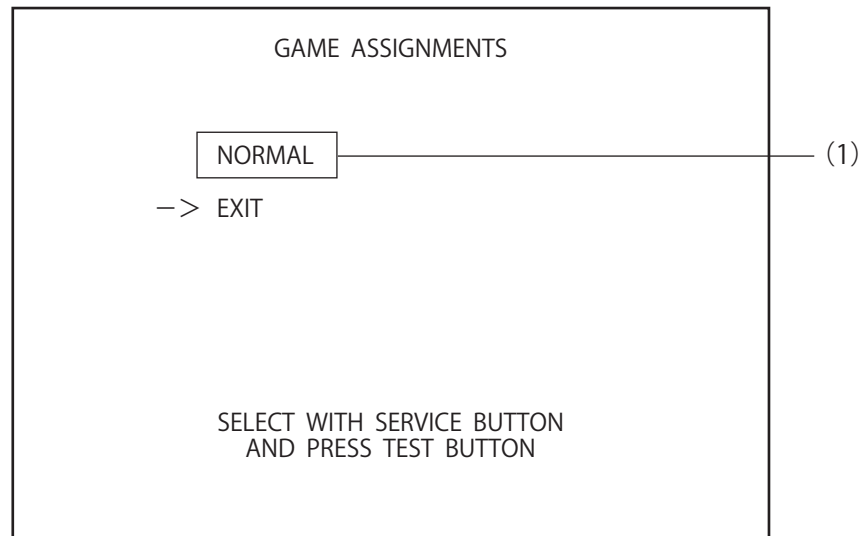 GAME ASSIGNMENTS
NORMAL
(1)
−> EXIT
SELECT WITH SERVICE BUTTON
AND PRESS TEST BUTTON